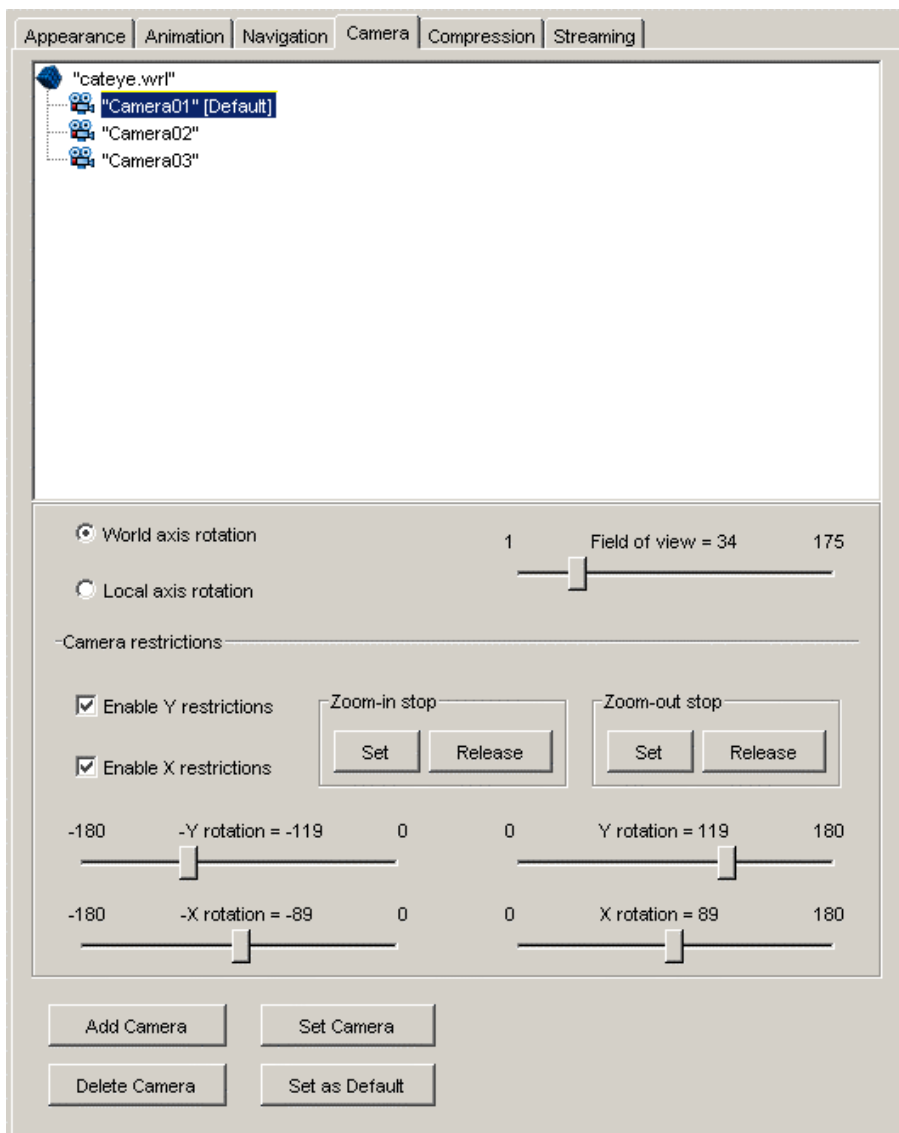 Appearance Animation Navigation Camera Compression Streaming
"cateye.wrl"
"Camera01" [Default]
"Camera02"
"Camera03"
World axis rotation
1 Field of view = 34 175
Local axis rotation
Camera restrictions
Enable Y restrictions
Zoom-in stop
Zoom-out stop
Set Release
Set Release
Enable X restrictions
-180 -Y rotation = -119 0
0 Y rotation = 119 180
-180 -X rotation = -89 0
0 X rotation = 89 180
Add Camera Set Camera
Delete Camera Set as Default